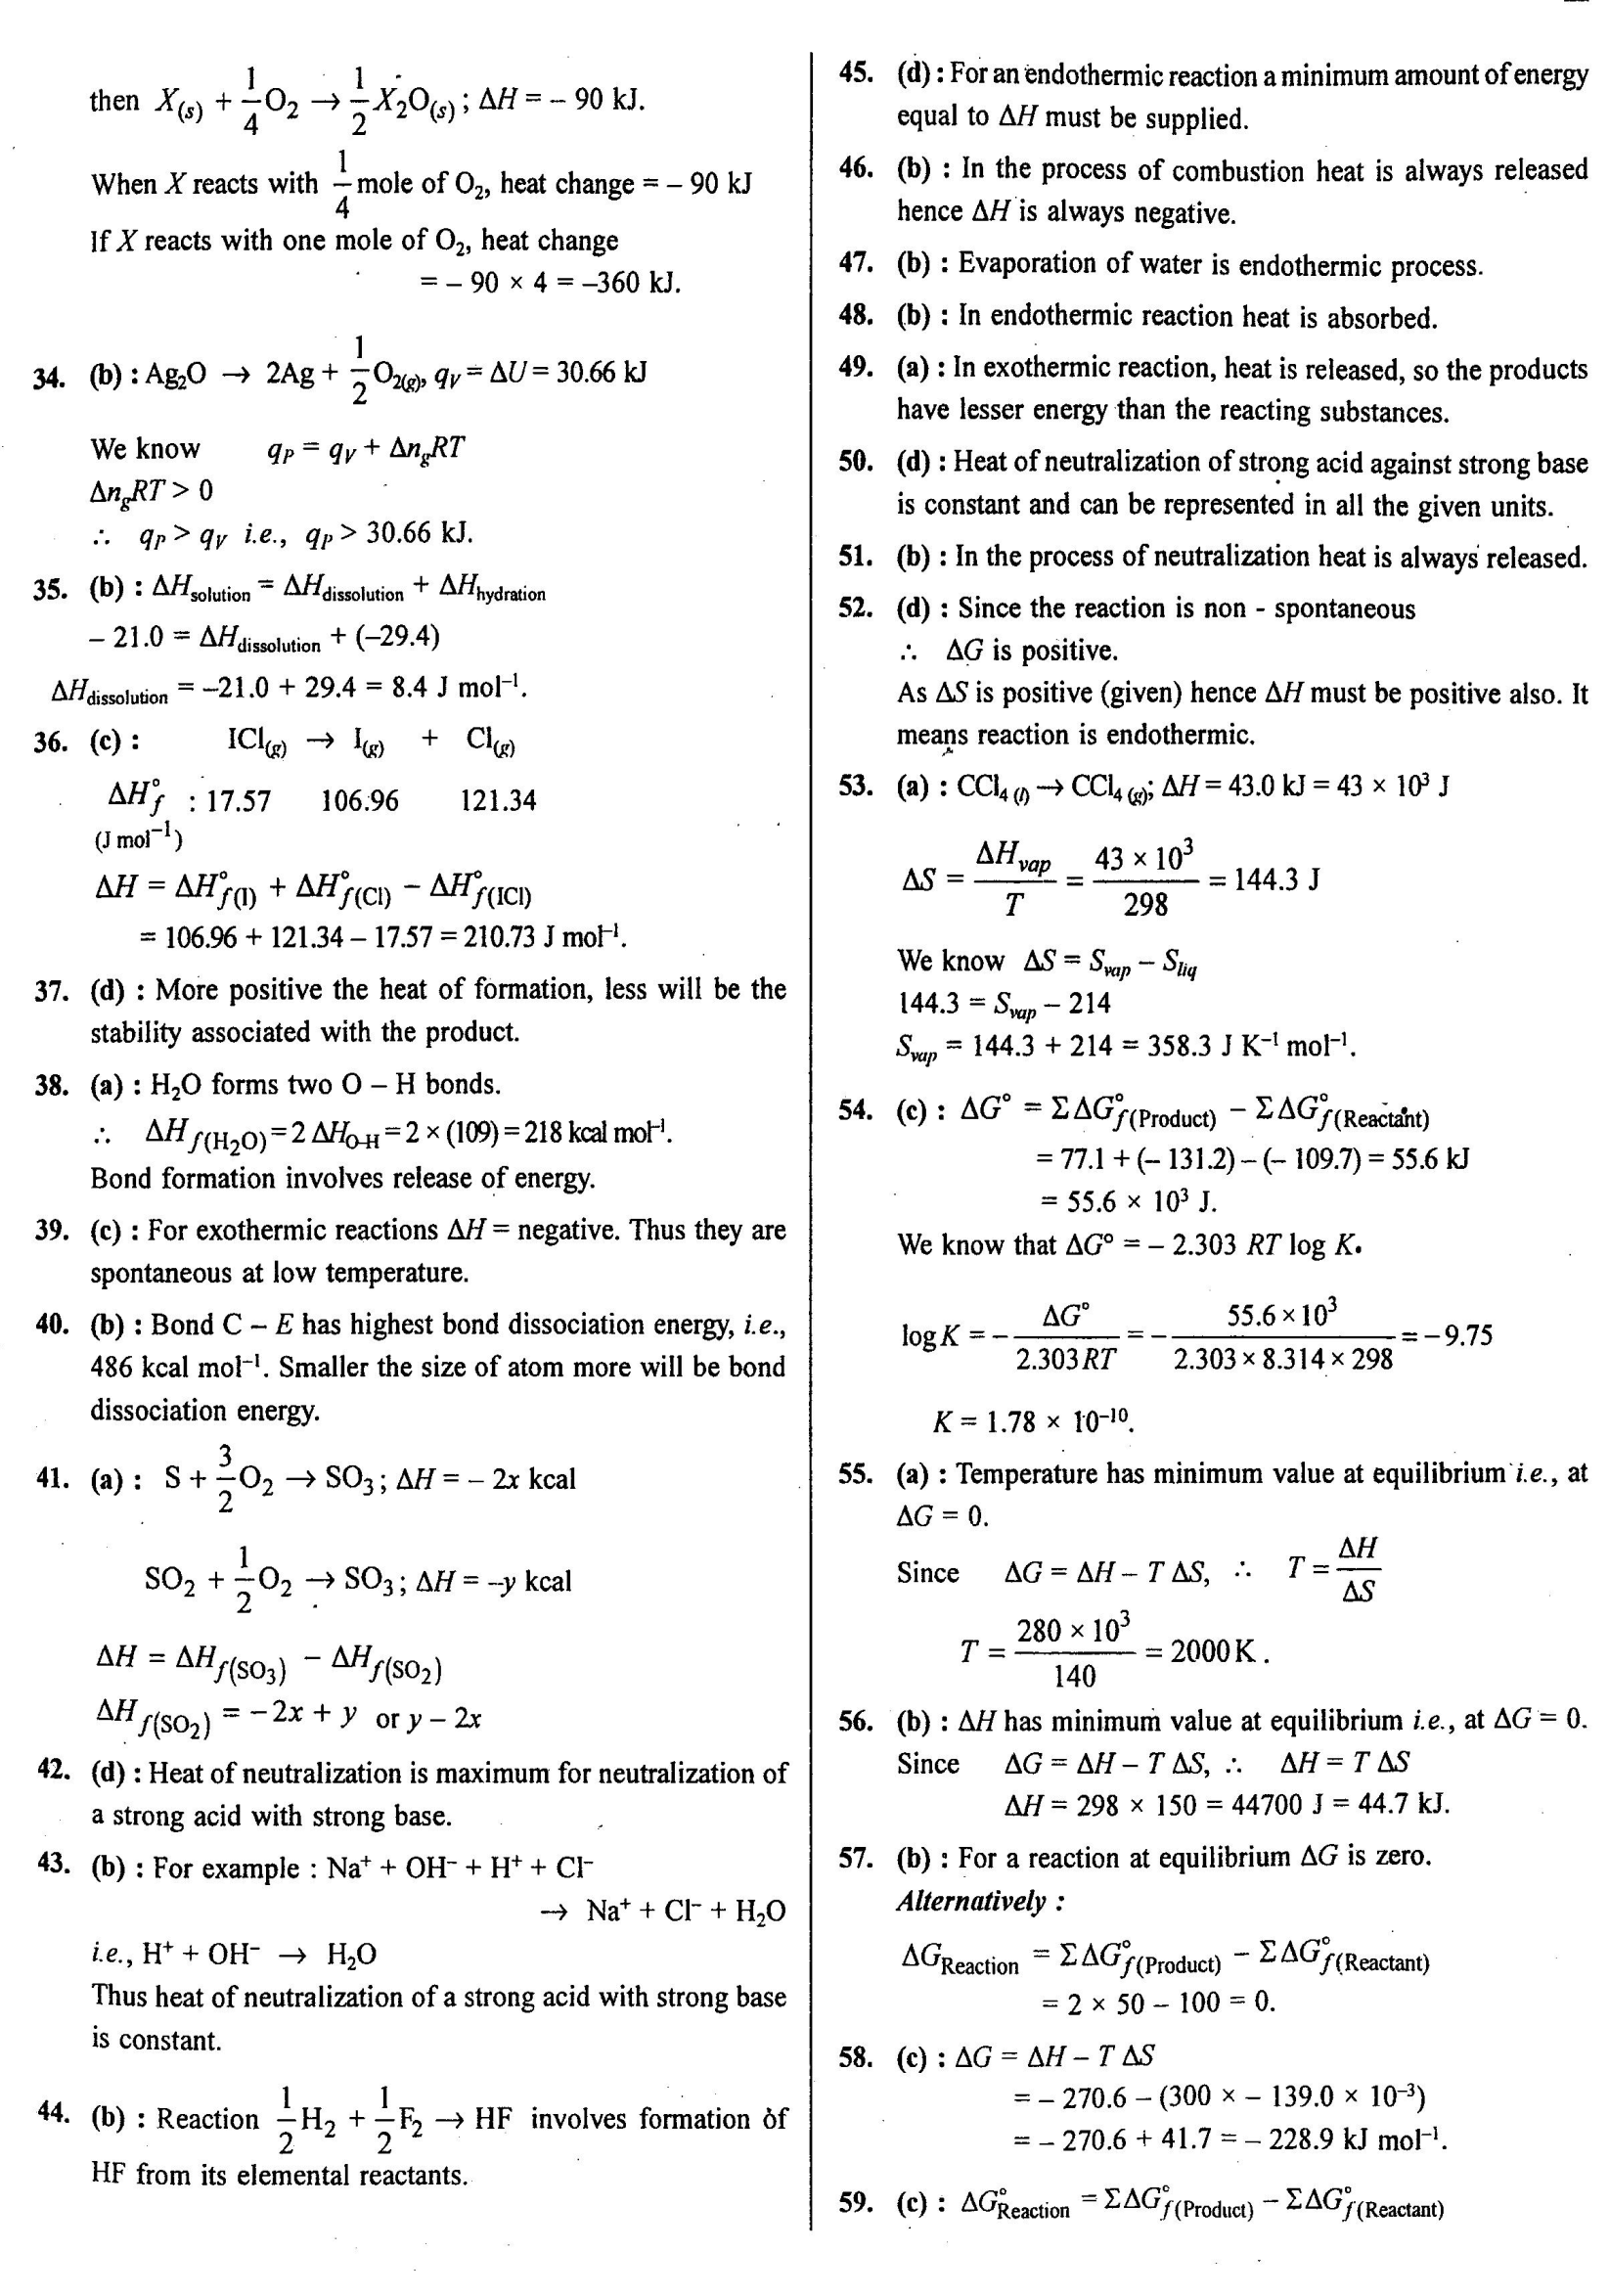 then X(s) + 1/4 O₂ → 1/2 X₂O(s) ; ΔH = – 90 kJ.
When X reacts with 1/4 mole of O₂, heat change = – 90 kJ
If X reacts with one mole of O₂, heat change
= – 90 × 4 = –360 kJ.
34. (b) : Ag₂O → 2Ag + 1/2 O₂(g), qV = ΔU = 30.66 kJ
We know qP = qV + ΔngRT
ΔngRT > 0
∴ qP > qV i.e., qP > 30.66 kJ.
35. (b) : ΔHsolution = ΔHdissolution + ΔHhydration
– 21.0 = ΔHdissolution + (–29.4)
ΔHdissolution = –21.0 + 29.4 = 8.4 J mol⁻¹.
36. (c) : ICl(g) → I(g) + Cl(g)
ΔH°f : 17.57 106.96 121.34
(J mol⁻¹)
ΔH = ΔH°f(I) + ΔH°f(Cl) – ΔH°f(ICl)
= 106.96 + 121.34 – 17.57 = 210.73 J mol⁻¹.
37. (d) : More positive the heat of formation, less will be the
stability associated with the product.
38. (a) : H₂O forms two O – H bonds.
∴ ΔHf(H₂O) = 2 ΔHO–H = 2 × (109) = 218 kcal mol⁻¹.
Bond formation involves release of energy.
39. (c) : For exothermic reactions ΔH = negative. Thus they are
spontaneous at low temperature.
40. (b) : Bond C – E has highest bond dissociation energy, i.e.,
486 kcal mol⁻¹. Smaller the size of atom more will be bond
dissociation energy.
41. (a) : S + 3/2 O₂ → SO₃ ; ΔH = – 2x kcal
SO₂ + 1/2 O₂ → SO₃ ; ΔH = –y kcal
ΔH = ΔHf(SO₃) – ΔHf(SO₂)
ΔHf(SO₂) = – 2x + y or y – 2x
42. (d) : Heat of neutralization is maximum for neutralization of
a strong acid with strong base.
43. (b) : For example : Na⁺ + OH⁻ + H⁺ + Cl⁻
→ Na⁺ + Cl⁻ + H₂O
i.e., H⁺ + OH⁻ → H₂O
Thus heat of neutralization of a strong acid with strong base
is constant.
44. (b) : Reaction 1/2 H₂ + 1/2 F₂ → HF involves formation of
HF from its elemental reactants.
45. (d) : For an endothermic reaction a minimum amount of energy
equal to ΔH must be supplied.
46. (b) : In the process of combustion heat is always released
hence ΔH is always negative.
47. (b) : Evaporation of water is endothermic process.
48. (b) : In endothermic reaction heat is absorbed.
49. (a) : In exothermic reaction, heat is released, so the products
have lesser energy than the reacting substances.
50. (d) : Heat of neutralization of strong acid against strong base
is constant and can be represented in all the given units.
51. (b) : In the process of neutralization heat is always released.
52. (d) : Since the reaction is non - spontaneous
∴ ΔG is positive.
As ΔS is positive (given) hence ΔH must be positive also. It
means reaction is endothermic.
53. (a) : CCl₄ (l) → CCl₄ (g); ΔH = 43.0 kJ = 43 × 10³ J
ΔS = ΔHvap/T = 43 × 10³/298 = 144.3 J
We know ΔS = Svap – Sliq
144.3 = Svap – 214
Svap = 144.3 + 214 = 358.3 J K⁻¹ mol⁻¹.
54. (c) : ΔG° = ΣΔG°f(Product) – ΣΔG°f(Reactant)
= 77.1 + (– 131.2) – (– 109.7) = 55.6 kJ
= 55.6 × 10³ J.
We know that ΔG° = – 2.303 RT log K.
log K = – ΔG°/2.303 RT = – 55.6 × 10³/2.303 × 8.314 × 298 = – 9.75
K = 1.78 × 10⁻¹⁰.
55. (a) : Temperature has minimum value at equilibrium i.e., at
ΔG = 0.
Since ΔG = ΔH – T ΔS, ∴ T = ΔH/ΔS
T = 280 × 10³/140 = 2000 K .
56. (b) : ΔH has minimum value at equilibrium i.e., at ΔG = 0.
Since ΔG = ΔH – T ΔS, ∴ ΔH = T ΔS
ΔH = 298 × 150 = 44700 J = 44.7 kJ.
57. (b) : For a reaction at equilibrium ΔG is zero.
Alternatively :
ΔGReaction = ΣΔG°f(Product) – ΣΔG°f(Reactant)
= 2 × 50 – 100 = 0.
58. (c) : ΔG = ΔH – T ΔS
= – 270.6 – (300 × – 139.0 × 10⁻³)
= – 270.6 + 41.7 = – 228.9 kJ mol⁻¹.
59. (c) : ΔG°Reaction = ΣΔG°f(Product) – ΣΔG°f(Reactant)